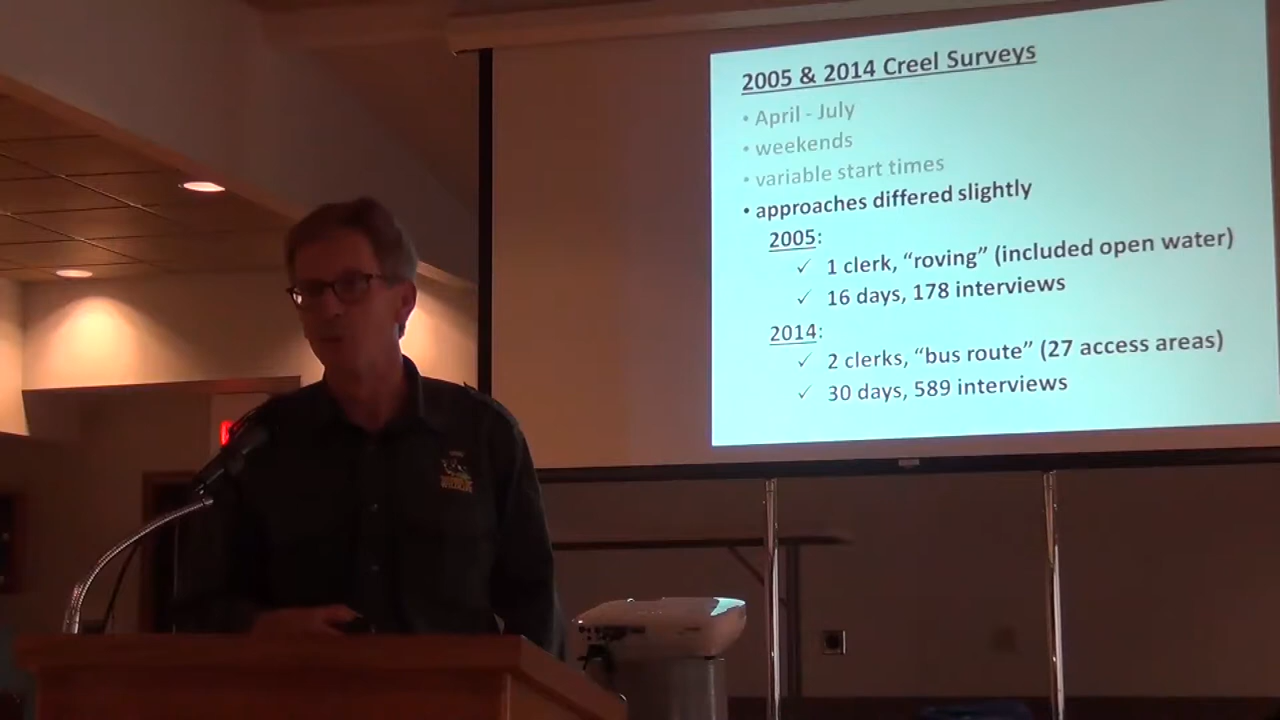 2005 & 2014 Creel Surveys
• April - July
• weekends
• variable start times
• approaches differed slightly
2005:
✓ 1 clerk, “roving” (included open water)
✓ 16 days, 178 interviews
2014:
✓ 2 clerks, “bus route” (27 access areas)
✓ 30 days, 589 interviews